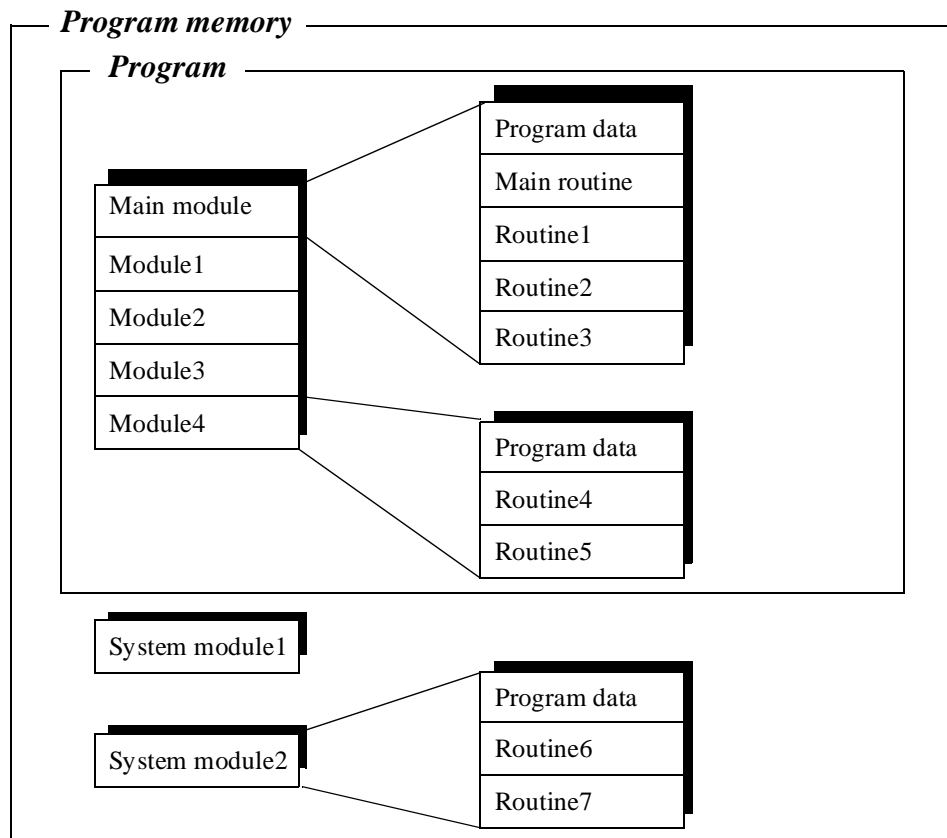 Program memory
Program
Main module
Module1
Module2
Module3
Module4
Program data
Main routine
Routine1
Routine2
Routine3
Program data
Routine4
Routine5
System module1
System module2
Program data
Routine6
Routine7